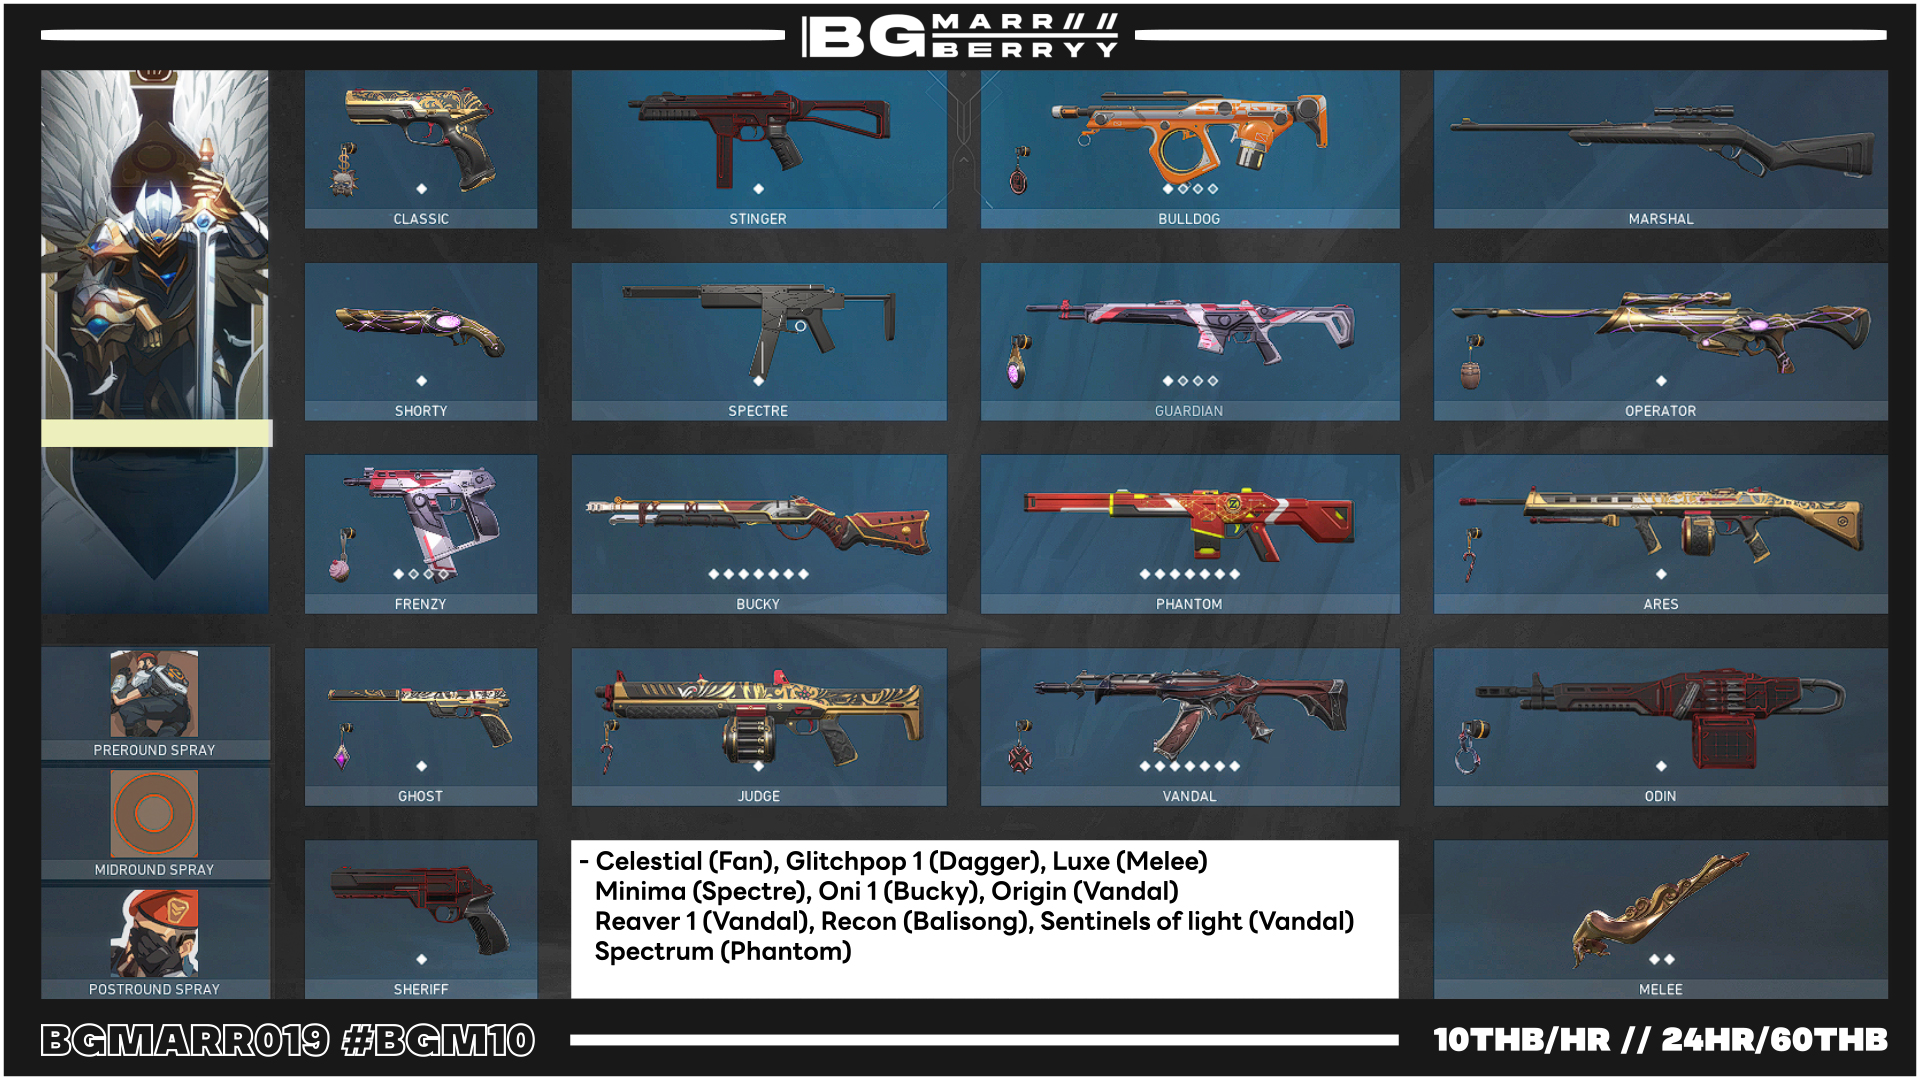 BG MARR// //
BERRYY
CLASSIC
STINGER
BULLDOG
MARSHAL
SHORTY
SPECTRE
GUARDIAN
OPERATOR
FRENZY
BUCKY
PHANTOM
ARES
PREROUND SPRAY
GHOST
JUDGE
VANDAL
ODIN
MIDROUND SPRAY
- Celestial (Fan), Glitchpop 1 (Dagger), Luxe (Melee)
Minima (Spectre), Oni 1 (Bucky), Origin (Vandal)
Reaver 1 (Vandal), Recon (Balisong), Sentinels of light (Vandal)
Spectrum (Phantom)
POSTROUND SPRAY
SHERIFF
MELEE
BGMARR019 #BGM10
10THB/HR // 24HR/60THB